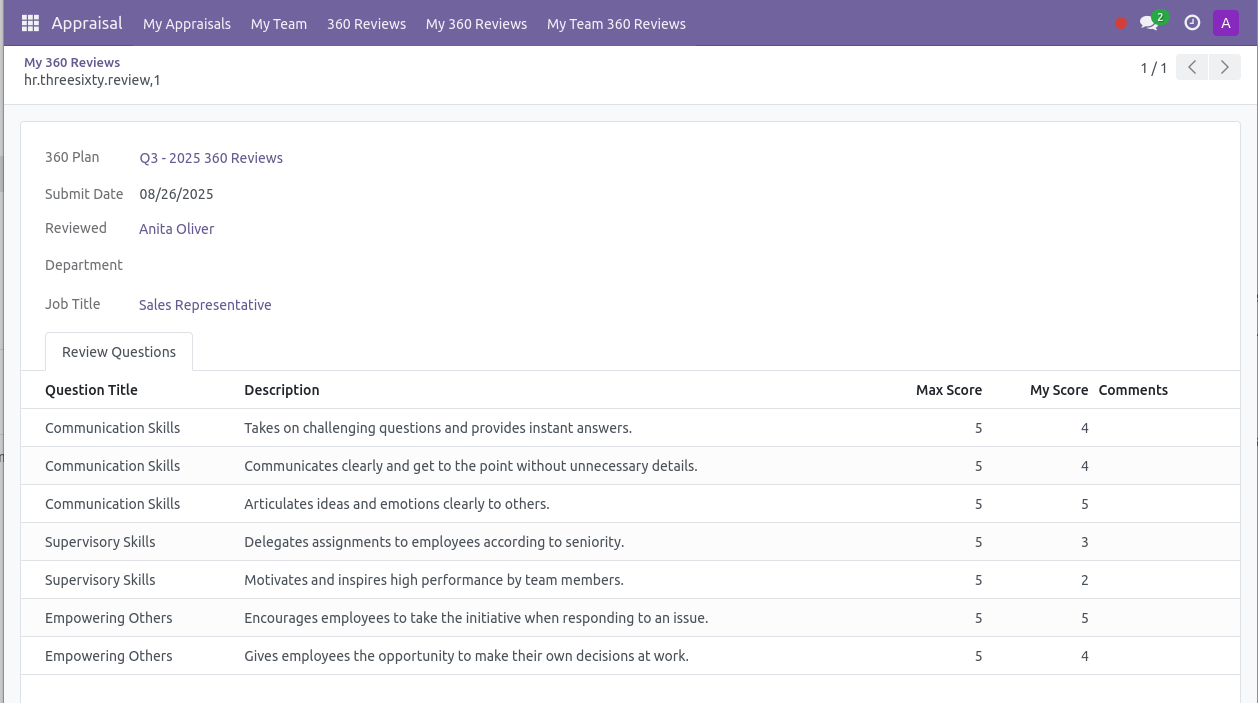 Appraisal My Appraisals My Team 360 Reviews My 360 Reviews My Team 360 Reviews 2 A
My 360 Reviews
hr.threesixty.review,1
1 / 1
360 Plan Q3 - 2025 360 Reviews
Submit Date 08/26/2025
Reviewed Anita Oliver
Department
Job Title Sales Representative
Review Questions
Question Title Description Max Score My Score Comments
Communication Skills Takes on challenging questions and provides instant answers. 5 4
Communication Skills Communicates clearly and get to the point without unnecessary details. 5 4
Communication Skills Articulates ideas and emotions clearly to others. 5 5
Supervisory Skills Delegates assignments to employees according to seniority. 5 3
Supervisory Skills Motivates and inspires high performance by team members. 5 2
Empowering Others Encourages employees to take the initiative when responding to an issue. 5 5
Empowering Others Gives employees the opportunity to make their own decisions at work. 5 4